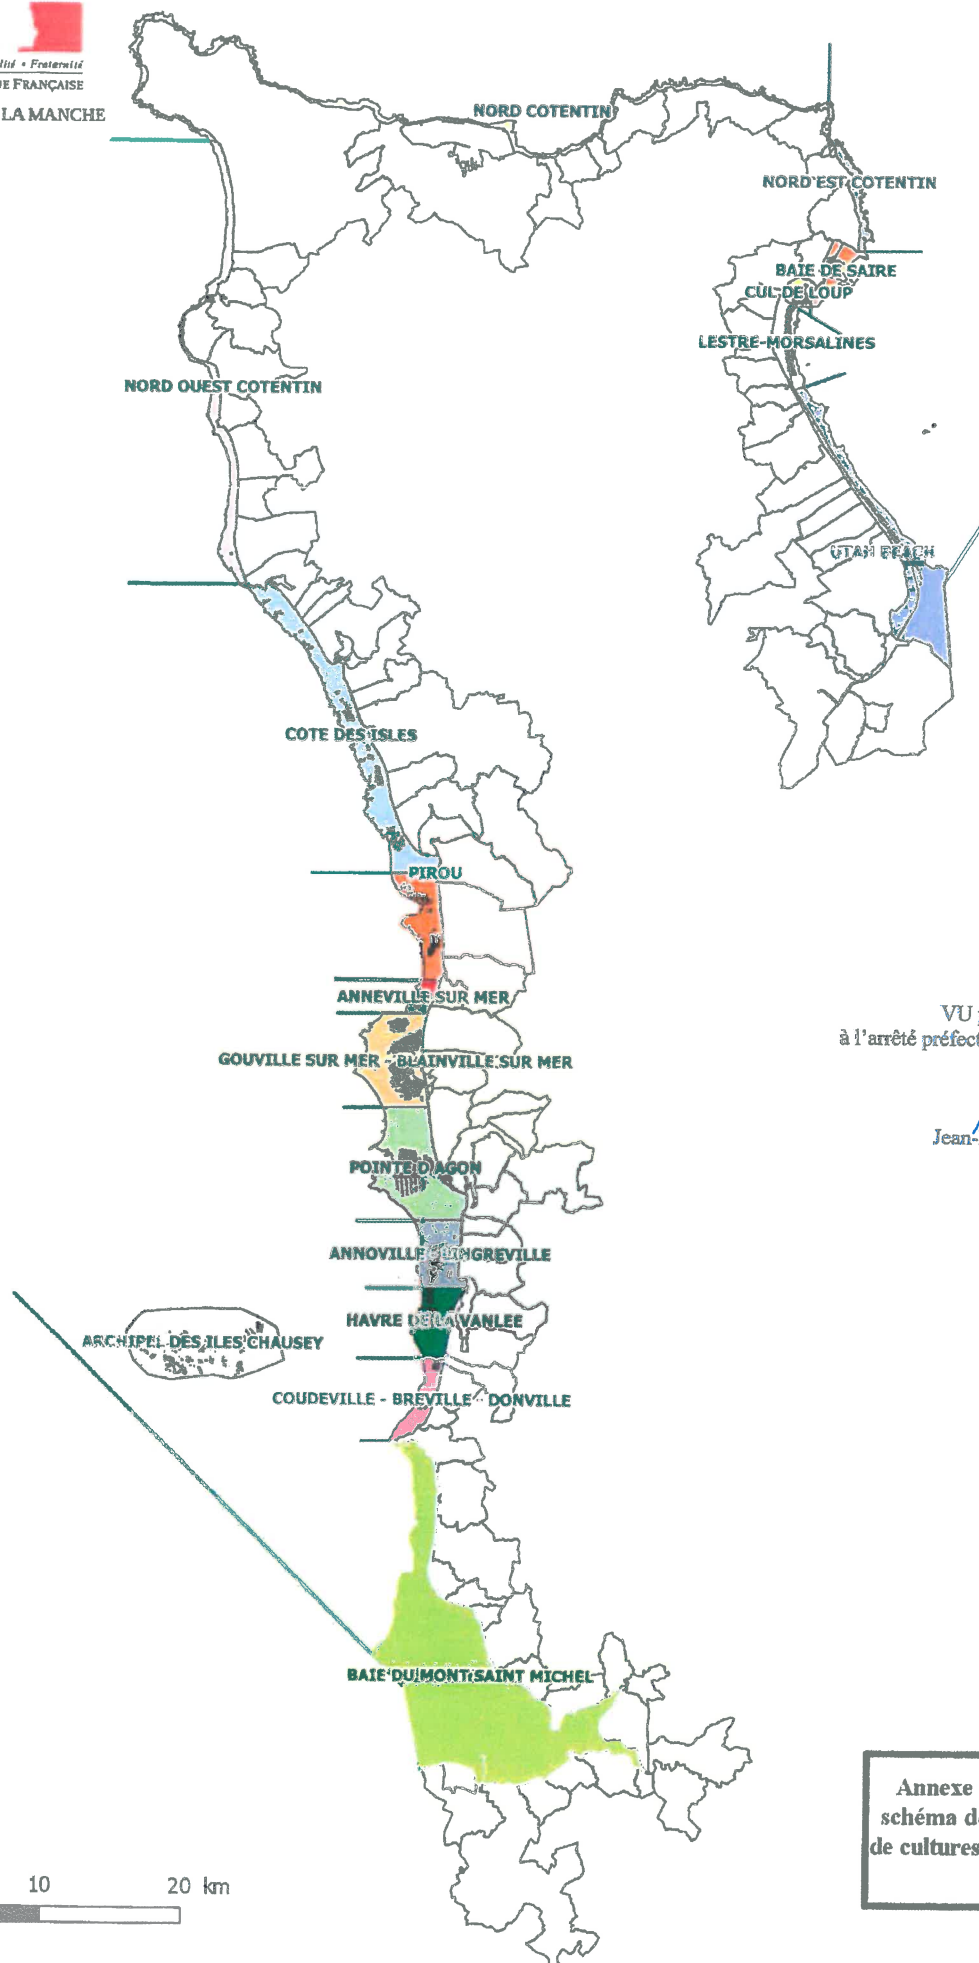 lité • Fraternité
E FRANÇAISE
LA MANCHE
NORD COTENTIN
NORD EST COTENTIN
BAIE DE SAIRE
CUL DE LOUP
LESTRE-MORSALINES
NORD OUEST COTENTIN
UTAH BEACH
COTE DES ISLES
PIROU
ANNEVILLE SUR MER
VU
à l'arrêté préfect
GOUVILLE SUR MER - BLAINVILLE SUR MER
Jean-
POINTE D'AGON
ANNOVILLE - LINGREVILLE
HAVRE DE LA VANLEE
ARCHIPEL DES ILES CHAUSEY
COUDEVILLE - BREVILLE - DONVILLE
BAIE DU MONT SAINT MICHEL
Annexe
schéma d
de cultures
10 20 km